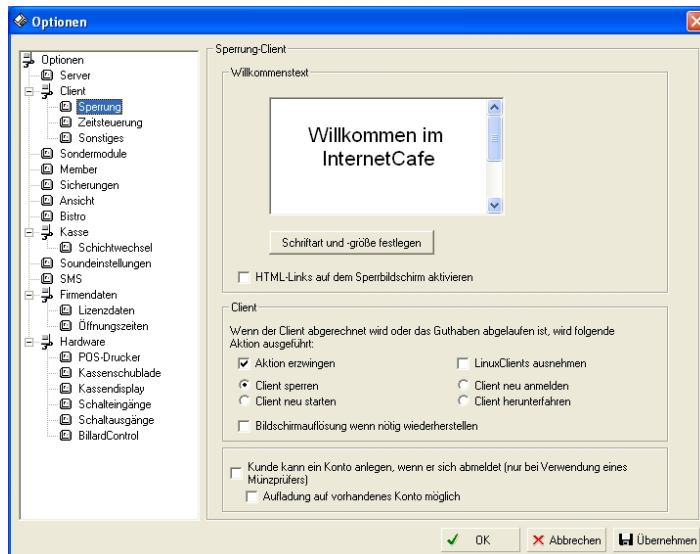 Optionen
Optionen
Server
Client
Sperrung
Zeitsteuerung
Sonstiges
Sondermodule
Member
Sicherungen
Ansicht
Bistro
Kasse
Schichtwechsel
Soundeinstellungen
SMS
Firmendaten
Lizenzdaten
Öffnungszeiten
Hardware
POS-Drucker
Kassenschublade
Kassendisplay
Schalteingänge
Schaltausgänge
BillardControl
Sperrung-Client
Willkommenstext
Willkommen im
InternetCafe
Schriftart und -größe festlegen
HTML-Links auf dem Sperrbildschirm aktivieren
Client
Wenn der Client abgerechnet wird oder das Guthaben abgelaufen ist, wird folgende
Aktion ausgeführt:
Aktion erzwingen
LinuxClients ausnehmen
Client sperren
Client neu anmelden
Client neu starten
Client herunterfahren
Bildschirmauflösung wenn nötig wiederherstellen
Kunde kann ein Konto anlegen, wenn er sich abmeldet (nur bei Verwendung eines
Münzprüfers)
Aufladung auf vorhandenes Konto möglich
OK
Abbrechen
Übernehmen